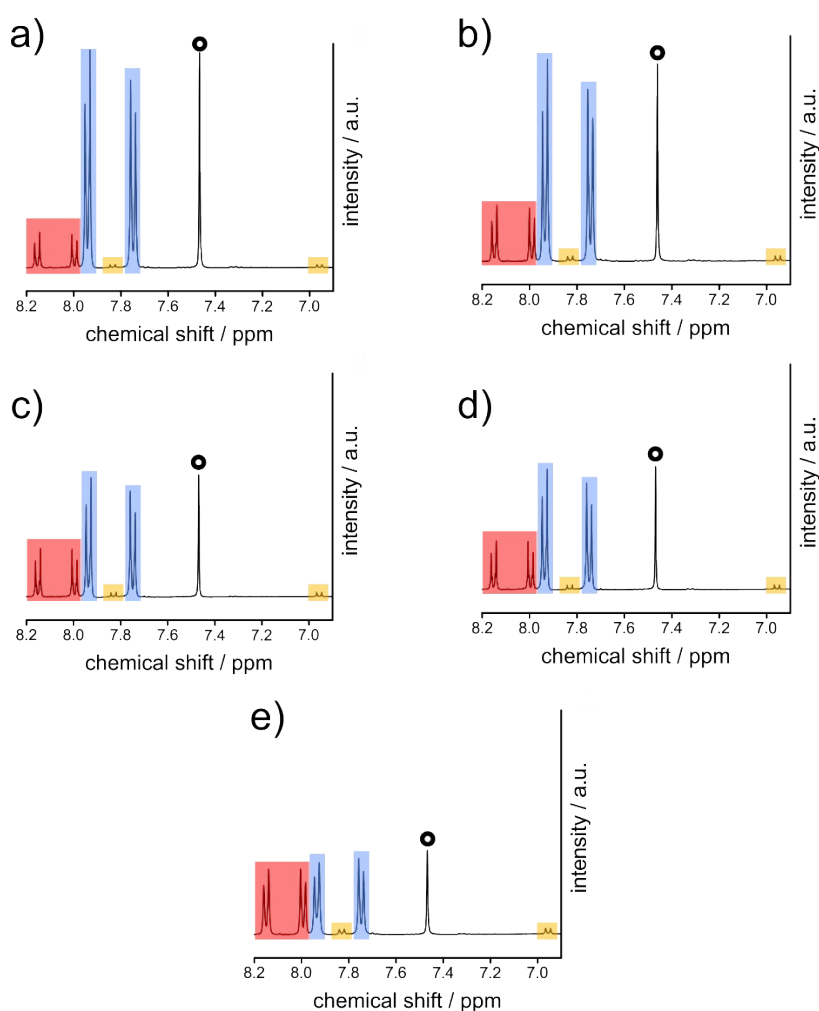 a)
intensity / a.u.
8.2 8.0 7.8 7.6 7.4 7.2 7.0
chemical shift / ppm
b)
intensity / a.u.
8.2 8.0 7.8 7.6 7.4 7.2 7.0
chemical shift / ppm
c)
intensity / a.u.
8.2 8.0 7.8 7.6 7.4 7.2 7.0
chemical shift / ppm
d)
intensity / a.u.
8.2 8.0 7.8 7.6 7.4 7.2 7.0
chemical shift / ppm
e)
intensity / a.u.
8.2 8.0 7.8 7.6 7.4 7.2 7.0
chemical shift / ppm